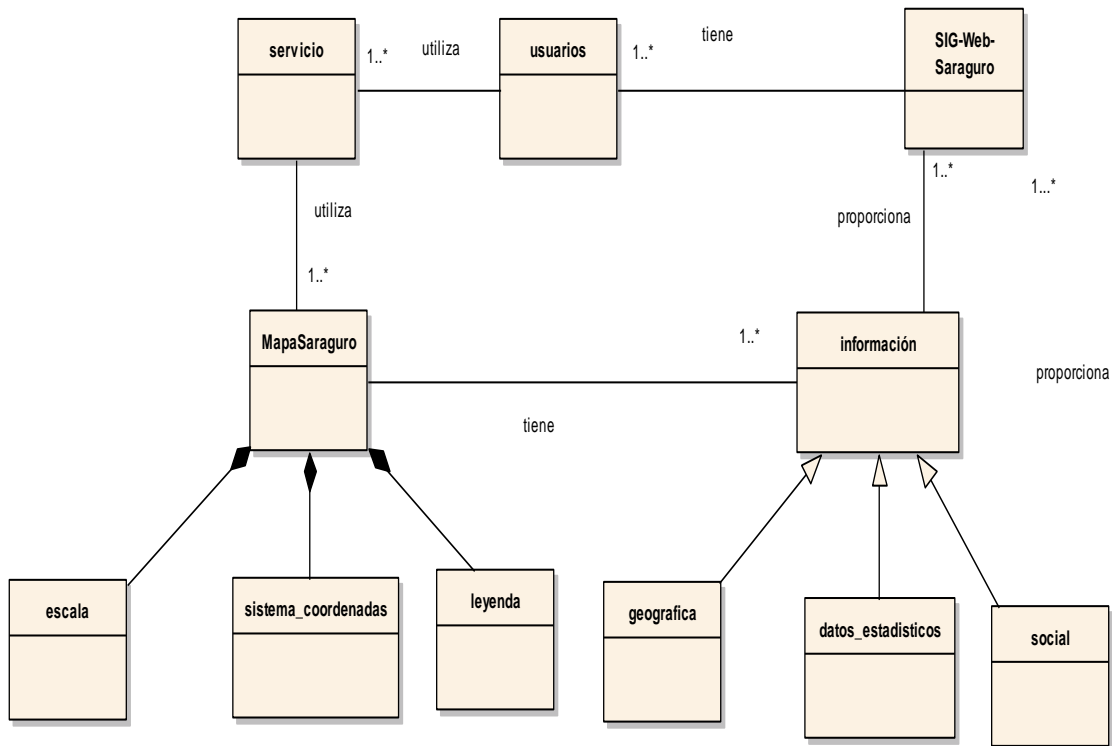 servicio
1..*
utiliza
usuarios
1..*
tiene
SIG-Web-
Saraguro
1..*
1...*
utiliza
proporciona
1..*
MapaSaraguro
1..*
información
proporciona
tiene
escala
sistema_coordenadas
leyenda
geografica
datos_estadisticos
social